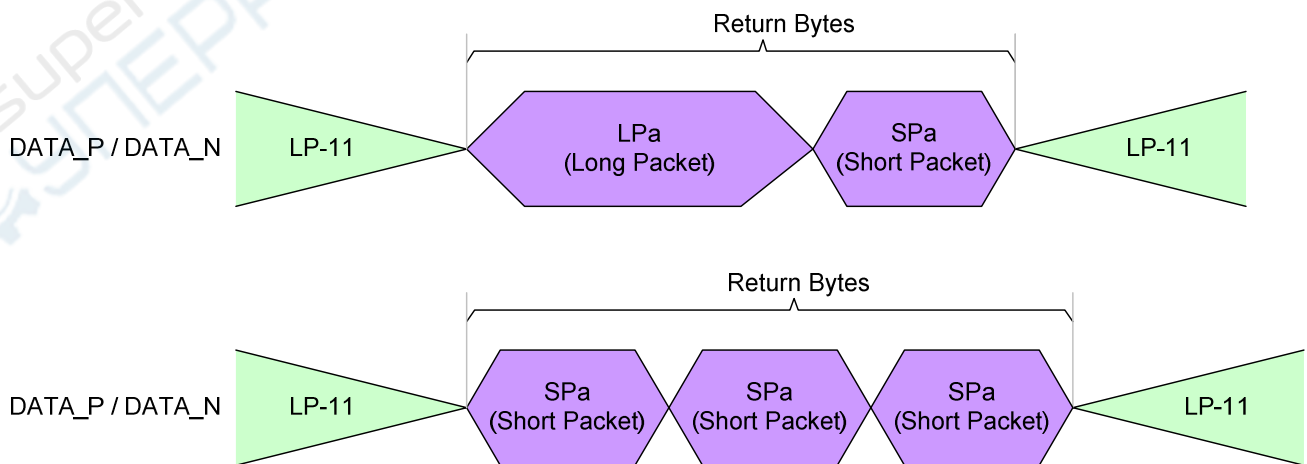 Return Bytes
DATA_P / DATA_N
LP-11
LPa
(Long Packet)
SPa
(Short Packet)
LP-11
Return Bytes
DATA_P / DATA_N
LP-11
SPa
(Short Packet)
SPa
(Short Packet)
SPa
(Short Packet)
LP-11